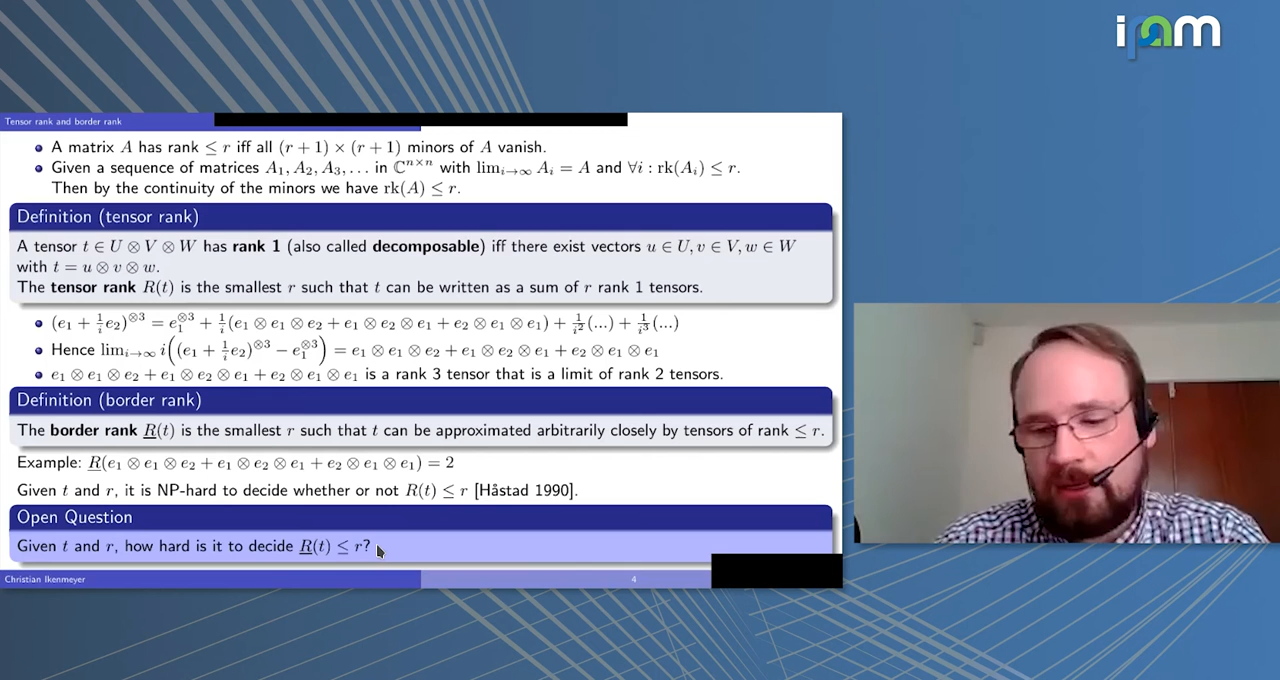 ipam
Tensor rank and border rank
A matrix A has rank ≤ r iff all (r + 1) × (r + 1) minors of A vanish.
Given a sequence of matrices A₁, A₂, A₃, . . . in ℂⁿˣⁿ with lim_{i→∞} A_i = A and ∀i : rk(A_i) ≤ r.
Then by the continuity of the minors we have rk(A) ≤ r.
Definition (tensor rank)
A tensor t ∈ U ⊗ V ⊗ W has rank 1 (also called decomposable) iff there exist vectors u ∈ U, v ∈ V, w ∈ W
with t = u ⊗ v ⊗ w.
The tensor rank R(t) is the smallest r such that t can be written as a sum of r rank 1 tensors.
(e₁ + 1/i e₂)^{⊗3} = e₁^{⊗3} + 1/i (e₁ ⊗ e₁ ⊗ e₂ + e₁ ⊗ e₂ ⊗ e₁ + e₂ ⊗ e₁ ⊗ e₁) + 1/i² (...) + 1/i³ (...)
Hence lim_{i→∞} i((e₁ + 1/i e₂)^{⊗3} − e₁^{⊗3}) = e₁ ⊗ e₁ ⊗ e₂ + e₁ ⊗ e₂ ⊗ e₁ + e₂ ⊗ e₁ ⊗ e₁
e₁ ⊗ e₁ ⊗ e₂ + e₁ ⊗ e₂ ⊗ e₁ + e₂ ⊗ e₁ ⊗ e₁ is a rank 3 tensor that is a limit of rank 2 tensors.
Definition (border rank)
The border rank R̲(t) is the smallest r such that t can be approximated arbitrarily closely by tensors of rank ≤ r.
Example: R̲(e₁ ⊗ e₁ ⊗ e₂ + e₁ ⊗ e₂ ⊗ e₁ + e₂ ⊗ e₁ ⊗ e₁) = 2
Given t and r, it is NP-hard to decide whether or not R(t) ≤ r [Håstad 1990].
Open Question
Given t and r, how hard is it to decide R̲(t) ≤ r?
Christian Ikenmeyer 4